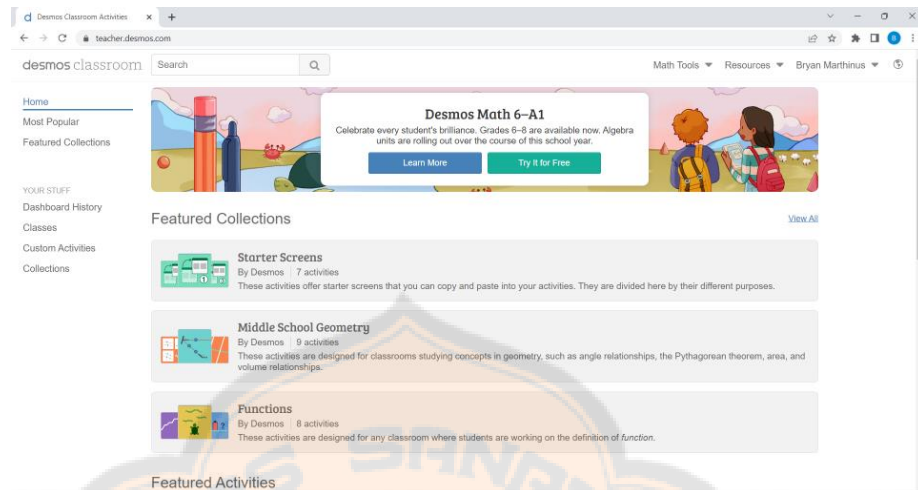 Desmos Classroom Activities
teacher.desmos.com
desmos classroom
Search
Math Tools
Resources
Bryan Marthinus
Home
Most Popular
Featured Collections
YOUR STUFF
Dashboard History
Classes
Custom Activities
Collections
Desmos Math 6–A1
Celebrate every student's brilliance. Grades 6–8 are available now. Algebra
units are rolling out over the course of this school year.
Learn More
Try It for Free
Featured Collections
View All
Starter Screens
By Desmos 7 activities
These activities offer starter screens that you can copy and paste into your activities. They are divided here by their different purposes.
Middle School Geometry
By Desmos 9 activities
These activities are designed for classrooms studying concepts in geometry, such as angle relationships, the Pythagorean theorem, area, and
volume relationships.
Functions
By Desmos 8 activities
These activities are designed for any classroom where students are working on the definition of function.
Featured Activities